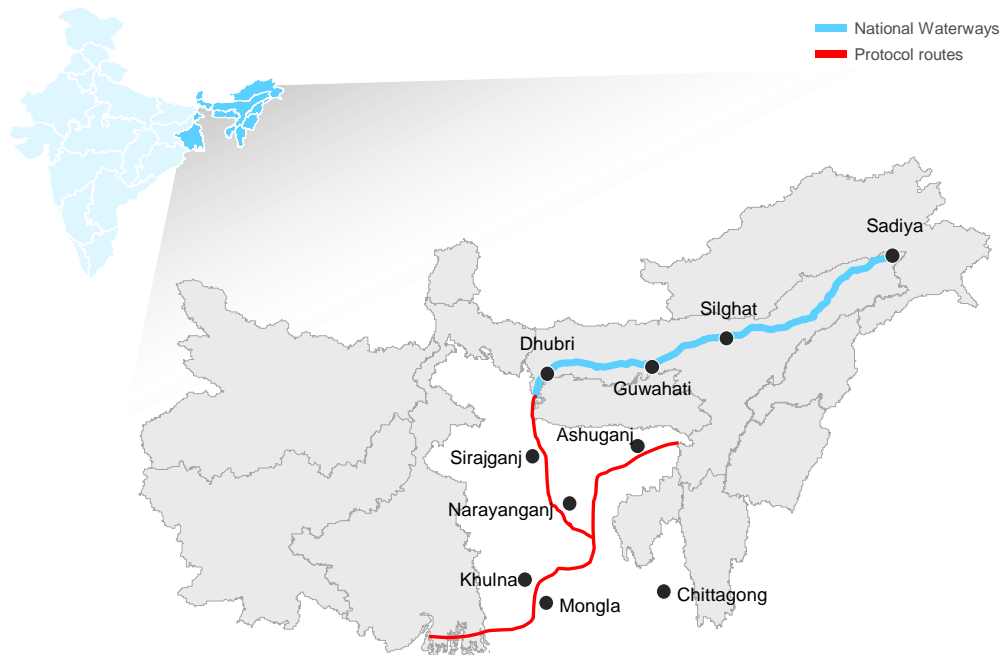 National Waterways
Protocol routes
Sadiya
Silghat
Dhubri
Guwahati
Ashuganj
Sirajganj
Narayanganj
Khulna
Mongla
Chittagong